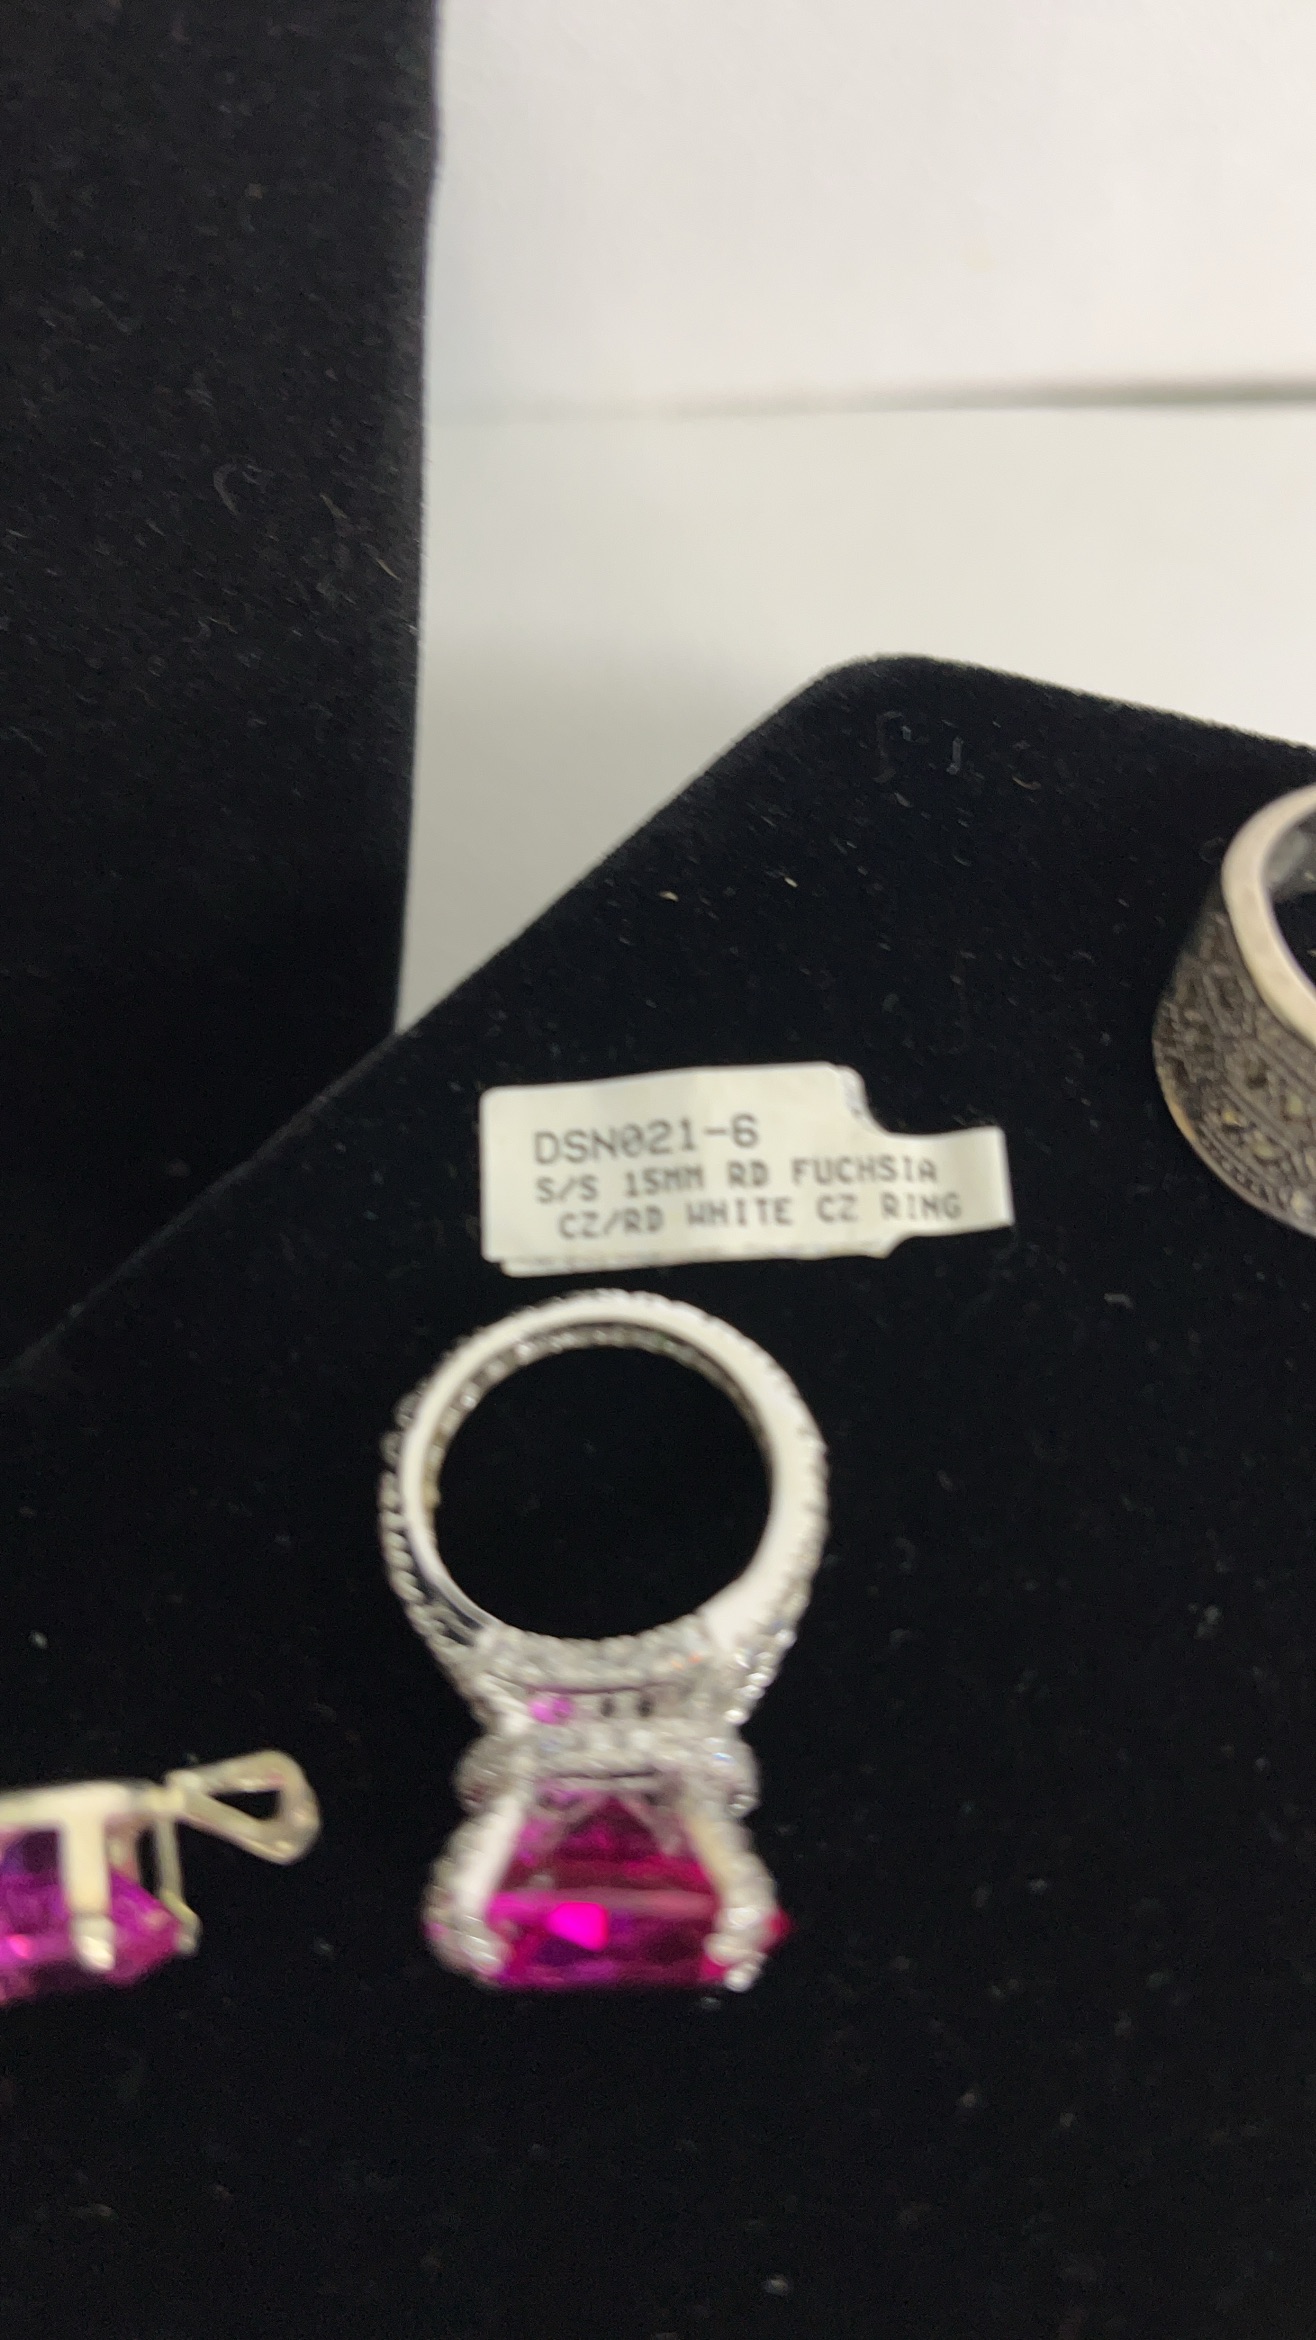 DSN021-6
S/S 15MM RD FUCHSIA
CZ/RD WHITE CZ RING